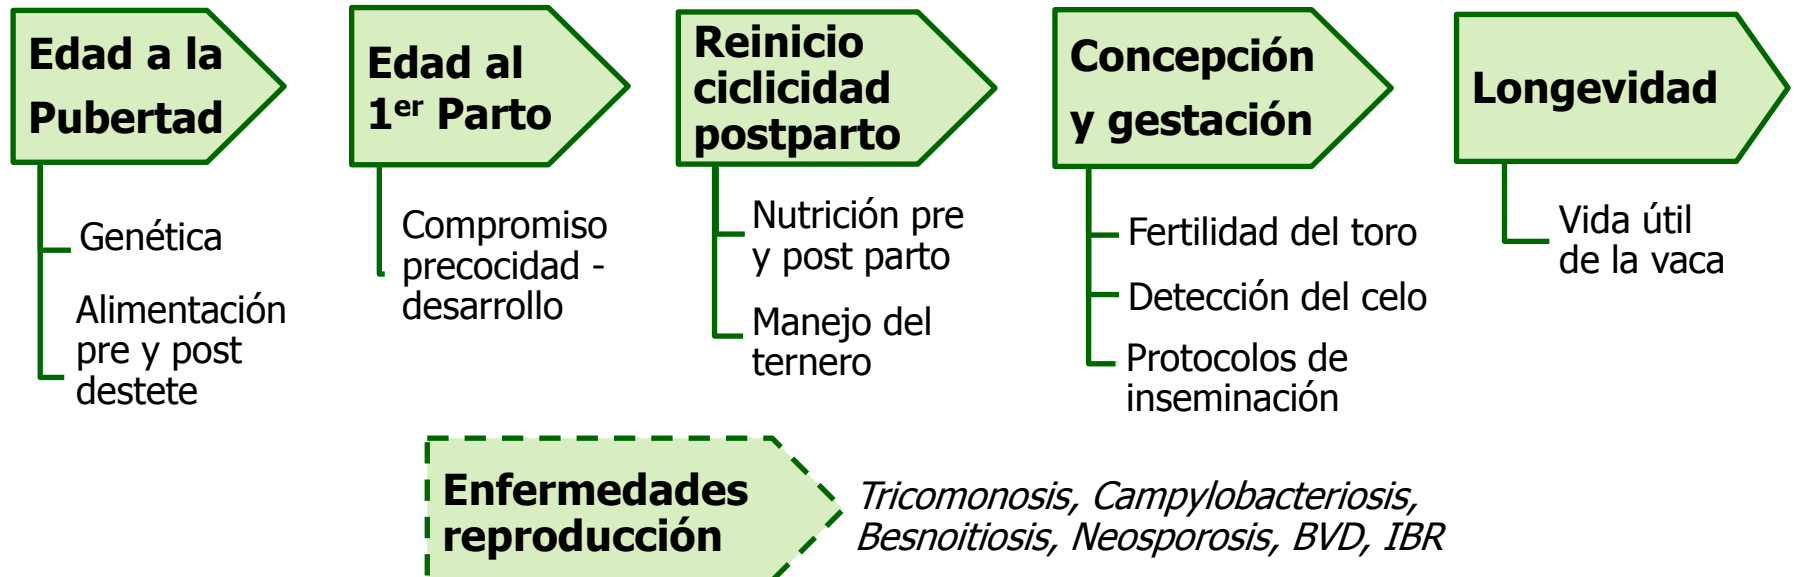 Edad a la
Pubertad
Genética
Alimentación
pre y post
destete
Edad al
1er Parto
Compromiso
precocidad -
desarrollo
Reinicio
ciclicidad
postparto
Nutrición pre
y post parto
Manejo del
ternero
Concepción
y gestación
Fertilidad del toro
Detección del celo
Protocolos de
inseminación
Longevidad
Vida útil
de la vaca
Enfermedades
reproducción
Tricomonosis, Campylobacteriosis,
Besnoitiosis, Neosporosis, BVD, IBR